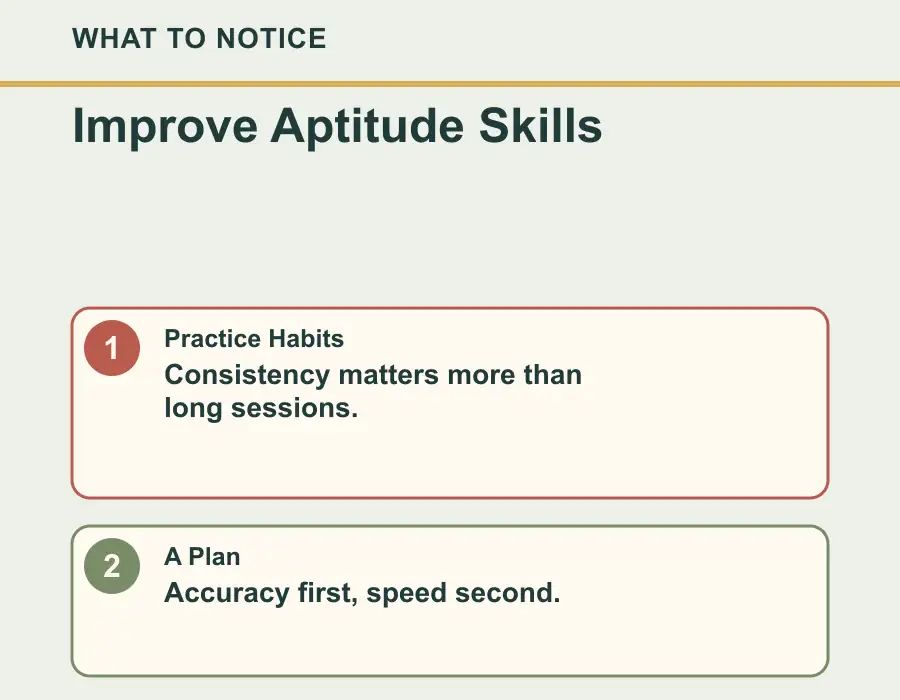 WHAT TO NOTICE
Improve Aptitude Skills
1
Practice Habits
Consistency matters more than
long sessions.
2
A Plan
Accuracy first, speed second.